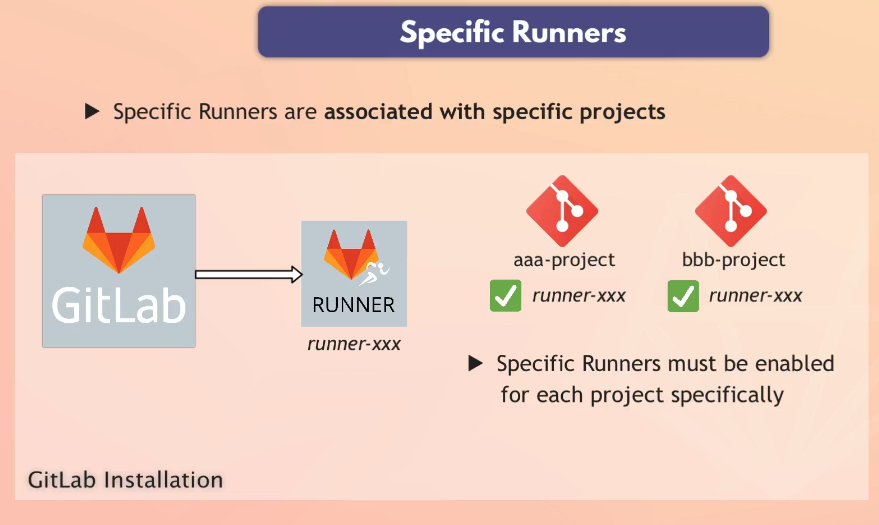 Specific Runners
▶ Specific Runners are associated with specific projects
GitLab
RUNNER
runner-xxx
aaa-project
✅ runner-xxx
bbb-project
✅ runner-xxx
▶ Specific Runners must be enabled
for each project specifically
GitLab Installation